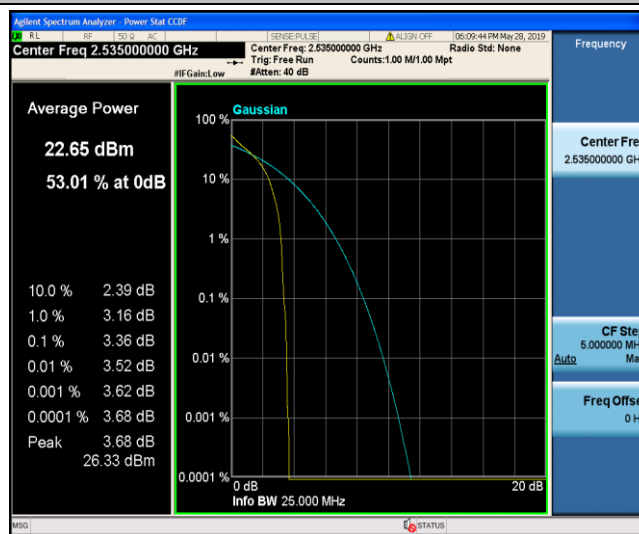 Agilent Spectrum Analyzer - Power Stat CCDF
RL RF 50 Ω AC SENSE:PULSE ALIGN OFF 06:09:44 PM May 28, 2019
Center Freq 2.535000000 GHz
Center Freq: 2.535000000 GHz Radio Std: None
Trig: Free Run Counts:1.00 M/1.00 Mpt
#IFGain:Low #Atten: 40 dB
Frequency
Average Power
22.65 dBm
53.01 % at 0dB
10.0 % 2.39 dB
1.0 % 3.16 dB
0.1 % 3.36 dB
0.01 % 3.52 dB
0.001 % 3.62 dB
0.0001 % 3.68 dB
Peak 3.68 dB
26.33 dBm
Gaussian
100 %
10 %
1 %
0.1 %
0.01 %
0.001 %
0.0001 %
0 dB 20 dB
Info BW 25.000 MHz
Center Fre
2.535000000 GH
CF Ste
5.000000 MH
Auto Ma
Freq Offse
0 H
MSG STATUS